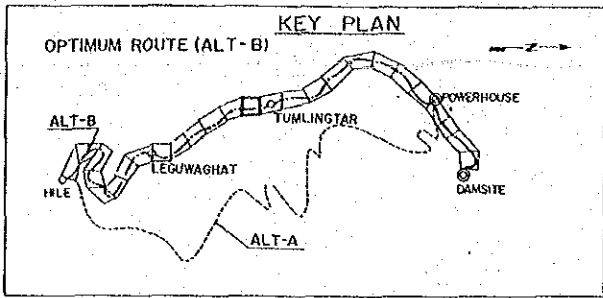 KEY PLAN
OPTIMUM ROUTE (ALT-B)
Z
POWERHOUSE
TUMLINGTAR
ALT-B
LEGUWAGHAT
HILE
DAMSITE
ALT-A